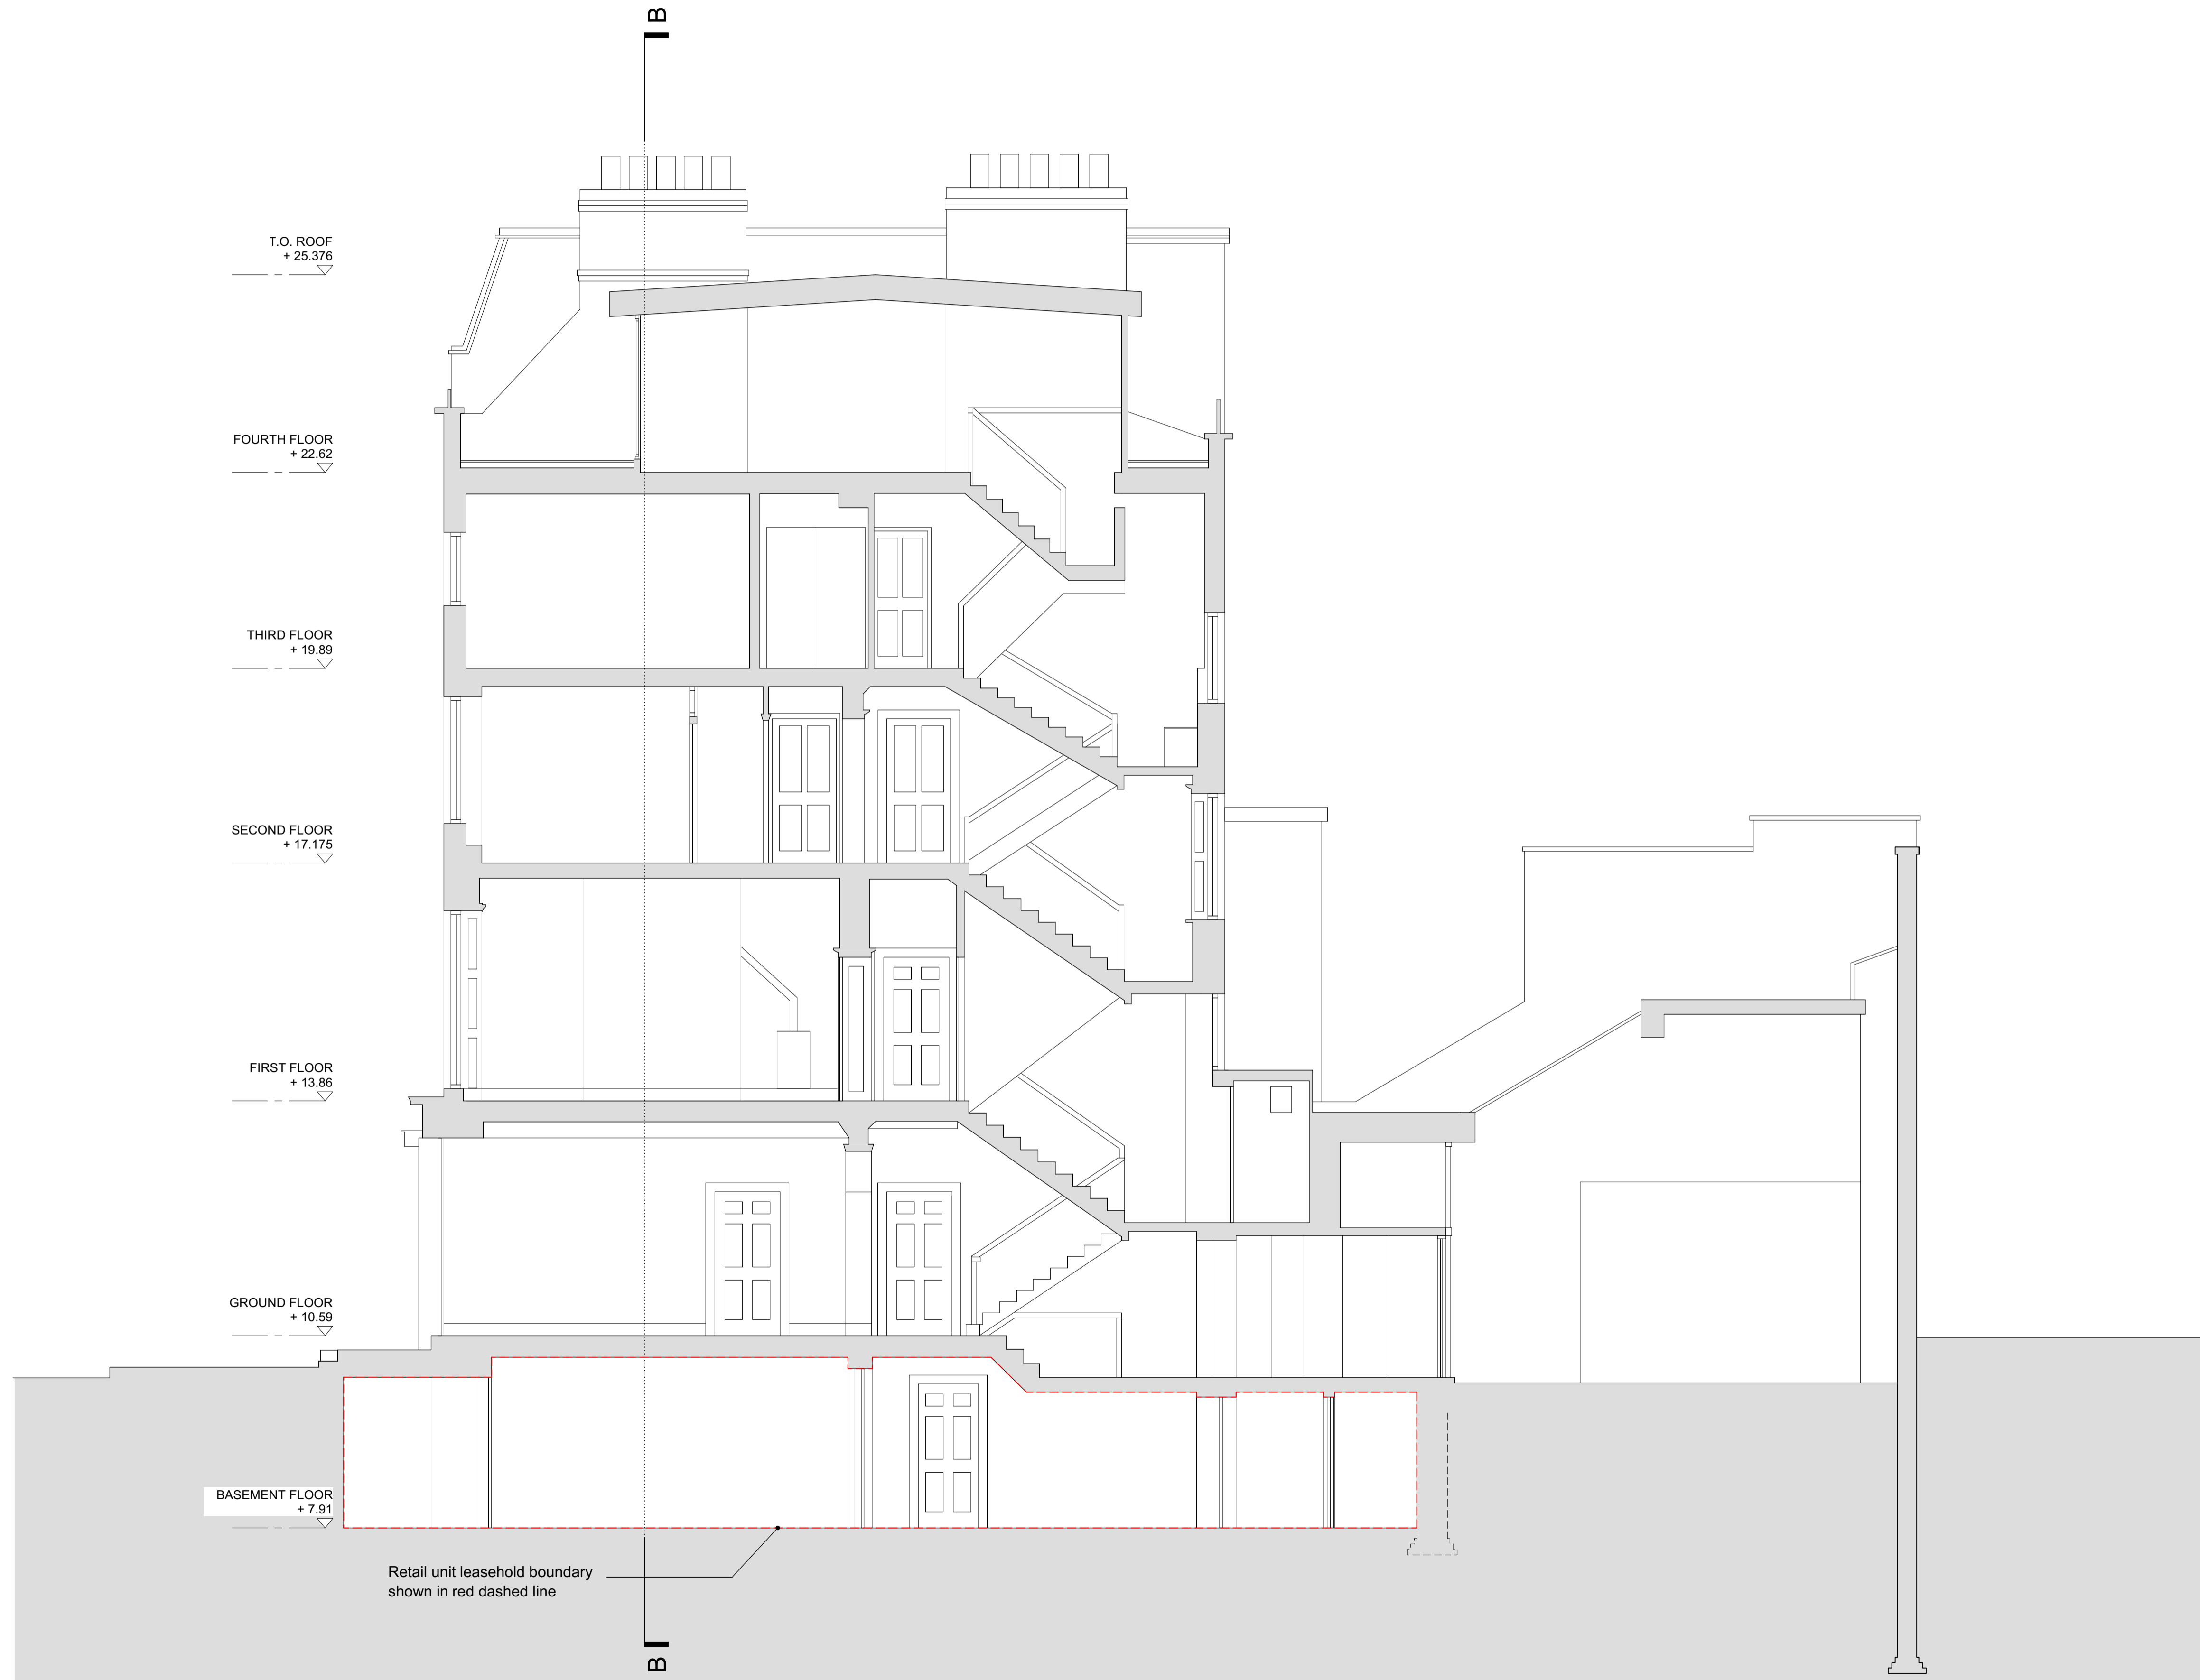 B
T.O. ROOF
+ 25.376
FOURTH FLOOR
+ 22.62
THIRD FLOOR
+ 19.89
SECOND FLOOR
+ 17.175
FIRST FLOOR
+ 13.86
GROUND FLOOR
+ 10.59
BASEMENT FLOOR
+ 7.91
Retail unit leasehold boundary
shown in red dashed line
B